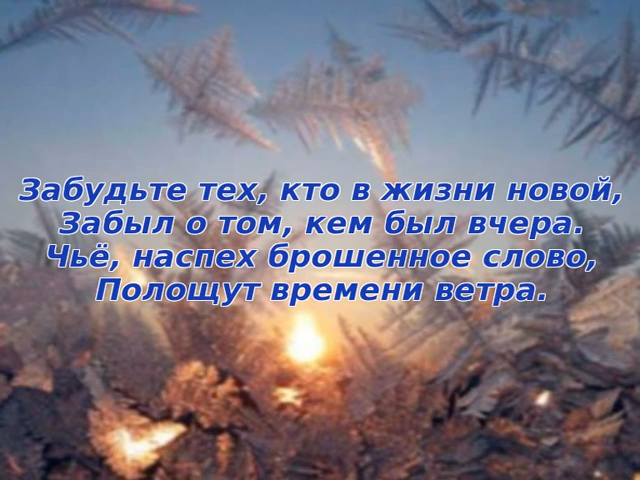 Забудьте тех, кто в жизни новой,
Забыл о том, кем был вчера.
Чьё, наспех брошенное слово,
Полощут времени ветра.